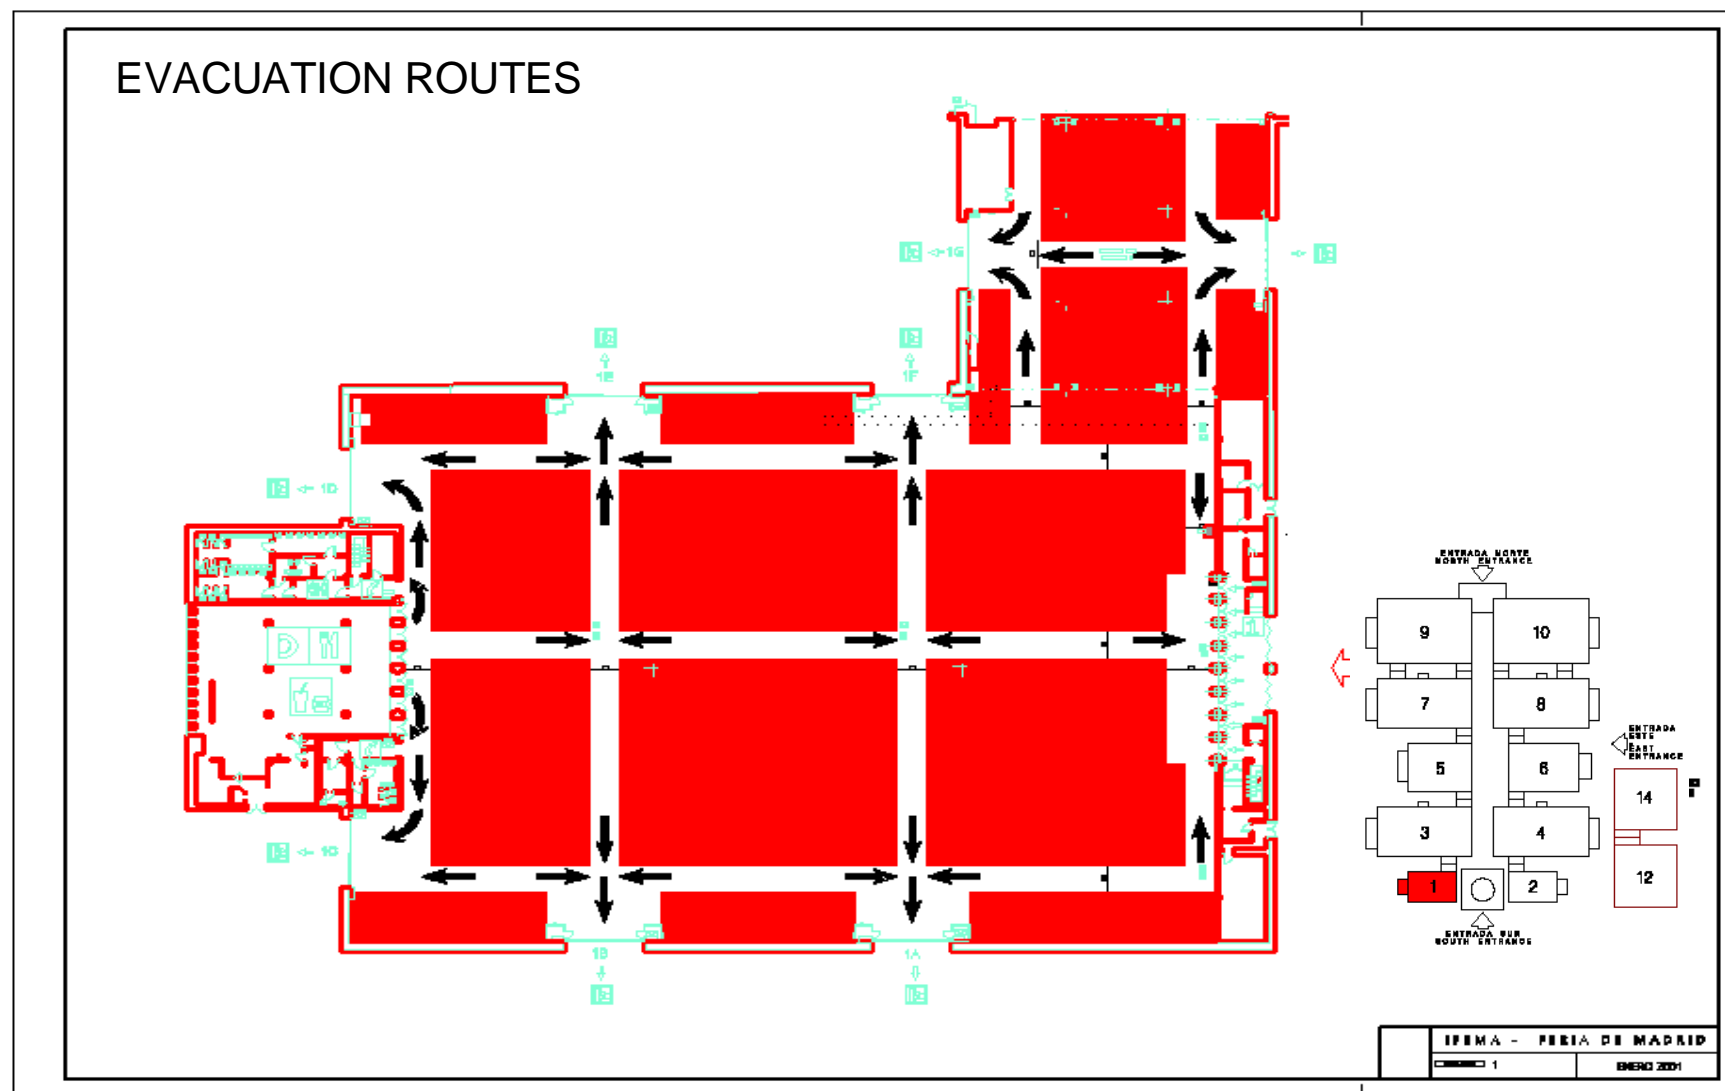 EVACUATION ROUTES
1G
1E
1F
1D
1C
1B
1A
ENTRADA NORTE
NORTH ENTRANCE
9
10
7
8
ENTRADA
ESTE
EAST
ENTRANCE
5
6
14
3
4
12
1
2
ENTRADA SUR
SOUTH ENTRANCE
IFEMA - FERIA DE MADRID
1
ENERO 2001